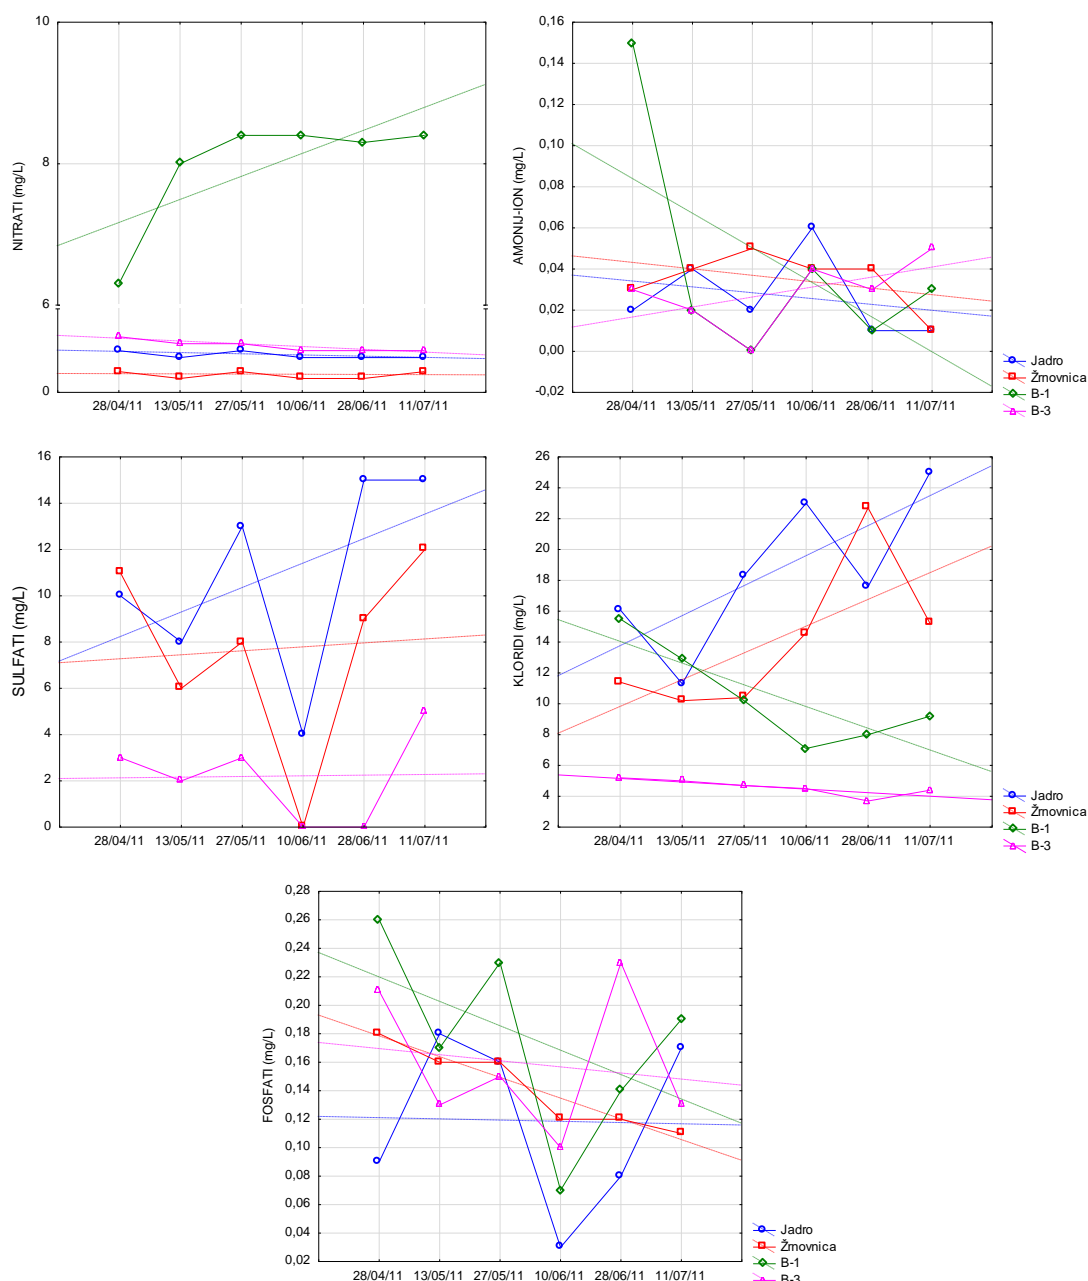 NITRATI (mg/L)
10
8
6
0
28/04/11 13/05/11 27/05/11 10/06/11 28/06/11 11/07/11
AMONIJ-ION (mg/L)
0,16
0,14
0,12
0,10
0,08
0,06
0,04
0,02
0,00
-0,02
28/04/11 13/05/11 27/05/11 10/06/11 28/06/11 11/07/11
Jadro
Žrnovnica
B-1
B-3
SULFATI (mg/L)
16
14
12
10
8
6
4
2
0
28/04/11 13/05/11 27/05/11 10/06/11 28/06/11 11/07/11
KLORIDI (mg/L)
26
24
22
20
18
16
14
12
10
8
6
4
2
28/04/11 13/05/11 27/05/11 10/06/11 28/06/11 11/07/11
Jadro
Žrnovnica
B-1
B-3
FOSFATI (mg/L)
0,28
0,26
0,24
0,22
0,20
0,18
0,16
0,14
0,12
0,10
0,08
0,06
0,04
0,02
28/04/11 13/05/11 27/05/11 10/06/11 28/06/11 11/07/11
Jadro
Žrnovnica
B-1
B-3